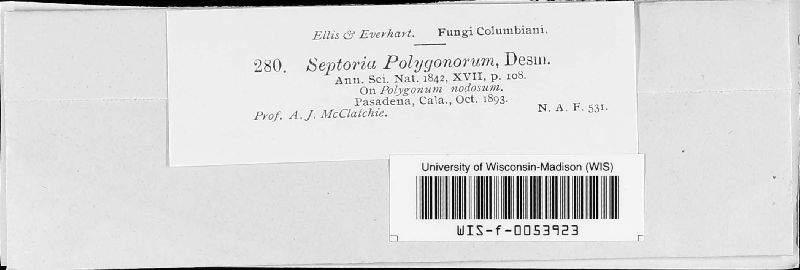 Ellis & Everhart. Fungi Columbiani.
280. Septoria Polygonorum, Desm.
Ann. Sci. Nat. 1842, XVII, p. 108.
On Polygonum nodosum.
Pasadena, Cala., Oct. 1893.
Prof. A. J. McClatchie. N. A. F. 531.
University of Wisconsin-Madison (WIS)
WIS-f-0053923